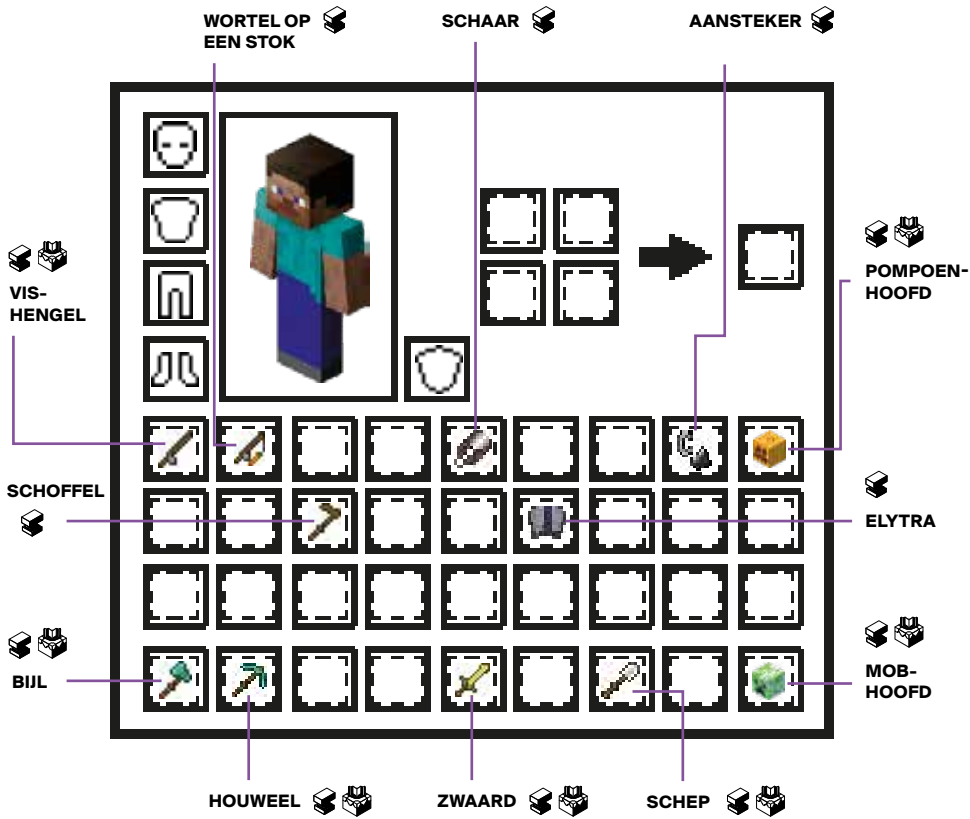 WORTEL OP
EEN STOK
SCHAAR
AANSTEKER
VIS-
HENGEL
POMPOEN-
HOOFD
SCHOFFEL
ELYTRA
BIJL
MOB-
HOOFD
HOUWEEL
ZWAARD
SCHEP